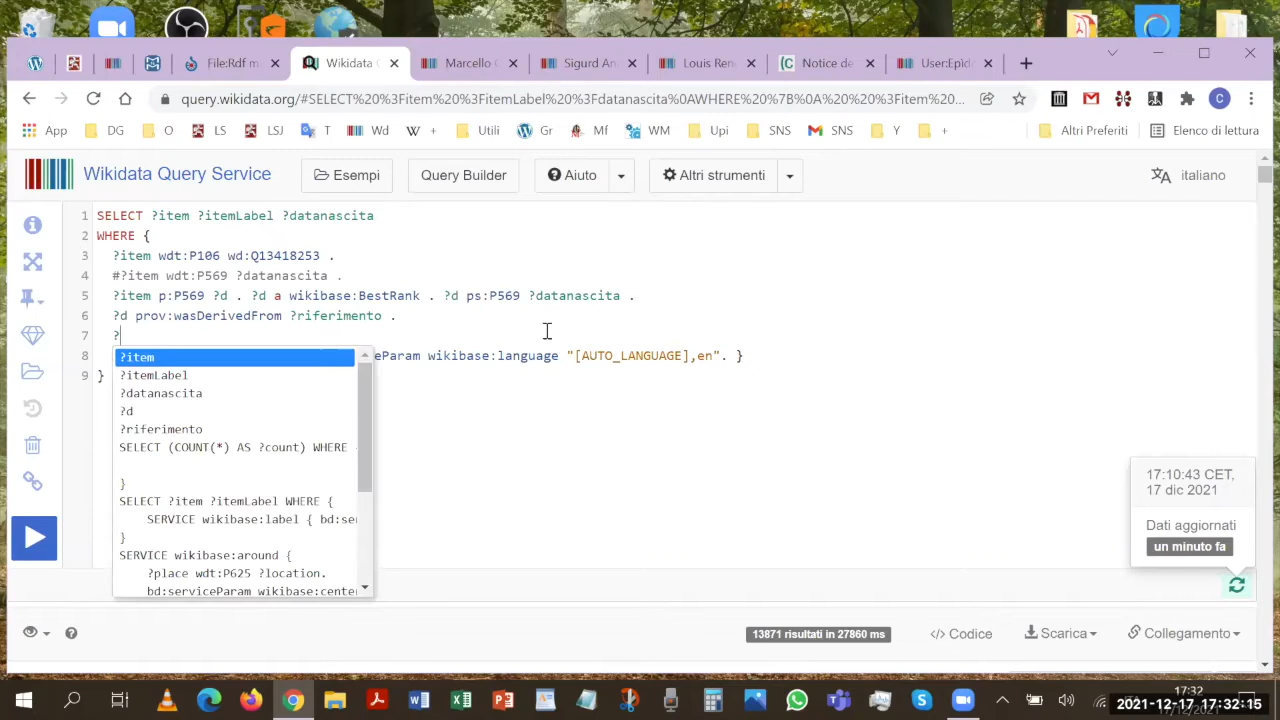 File:Rdf m
Wikidata Q
Marcello G
Sigurd An
Louis Ren
Notice de
User:Epid
query.wikidata.org/#SELECT%20%3Fitem%20%3FitemLabel%20%3Fdatanascita%0AWHERE%20%7B%0A%20%20%3Fitem%20...
App DG O LS LSJ T Wd + Utili Gr Mf WM Upi SNS SNS Y + Altri Preferiti Elenco di lettura
Wikidata Query Service Esempi Query Builder Aiuto Altri strumenti italiano
1 SELECT ?item ?itemLabel ?datanascita
2 WHERE {
3 ?item wdt:P106 wd:Q13418253 .
4 #?item wdt:P569 ?datanascita .
5 ?item p:P569 ?d . ?d a wikibase:BestRank . ?d ps:P569 ?datanascita .
6 ?d prov:wasDerivedFrom ?riferimento .
7 ?
8 eParam wikibase:language "[AUTO_LANGUAGE],en". }
9 }
?item
?itemLabel
?datanascita
?d
?riferimento
SELECT (COUNT(*) AS ?count) WHERE
}
SELECT ?item ?itemLabel WHERE {
SERVICE wikibase:label { bd:se
}
SERVICE wikibase:around {
?place wdt:P625 ?location.
bd:serviceParam wikibase:cente
17:10:43 CET,
17 dic 2021
Dati aggiornati
un minuto fa
13871 risultati in 27860 ms </> Codice Scarica Collegamento
17:32
2021-12-17 17:32:15